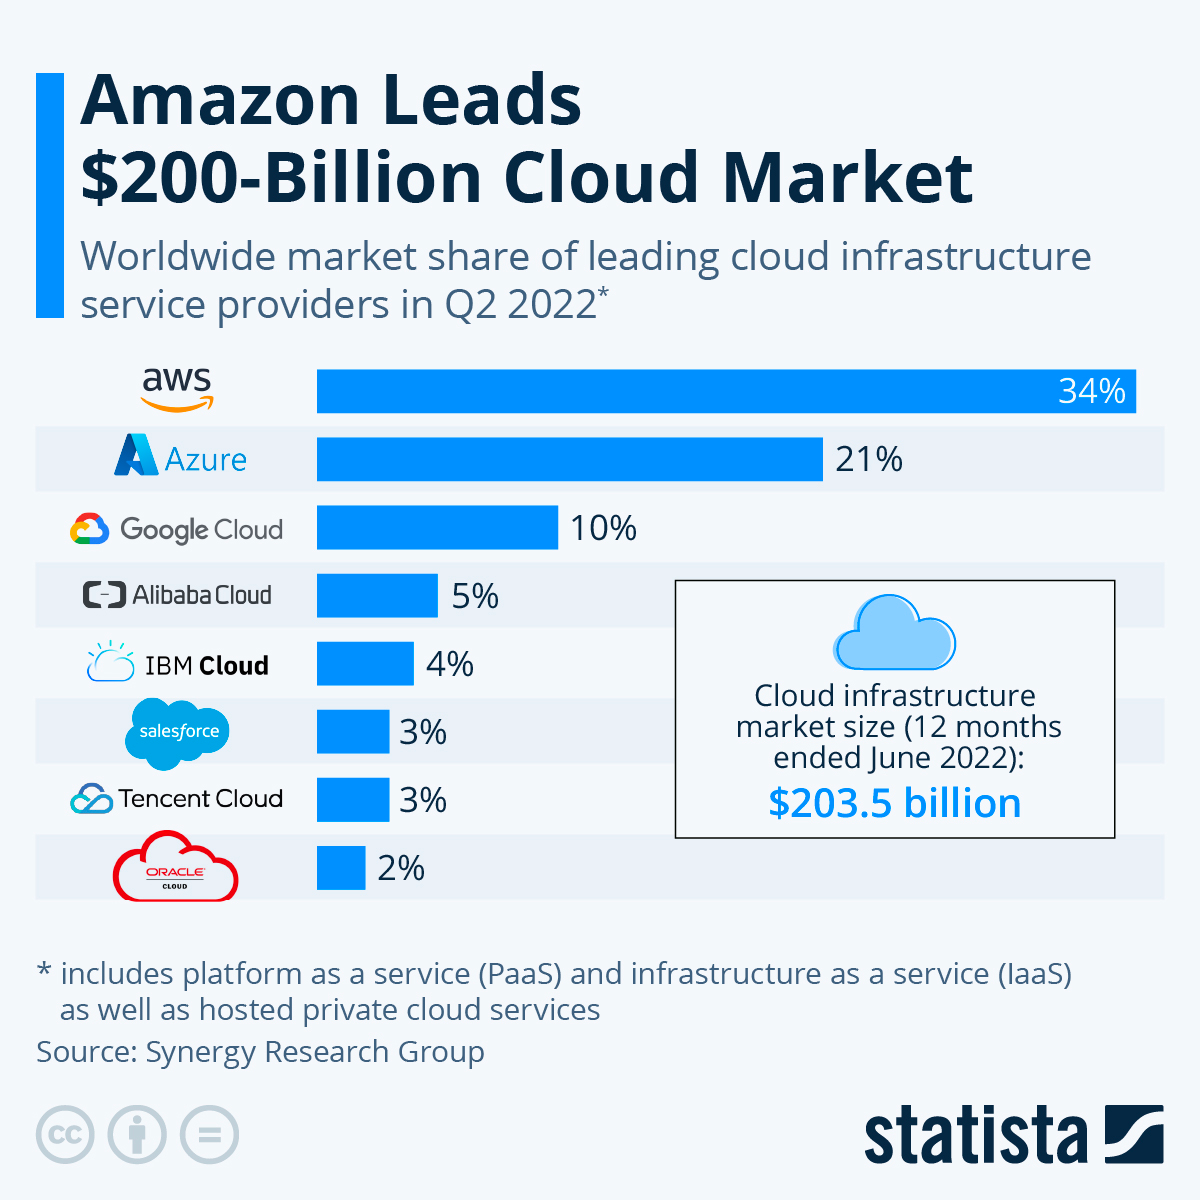 Amazon Leads
$200-Billion Cloud Market
Worldwide market share of leading cloud infrastructure
service providers in Q2 2022*
aws
34%
Azure
21%
Google Cloud
10%
Alibaba Cloud
5%
IBM Cloud
4%
salesforce
3%
Tencent Cloud
3%
ORACLE
CLOUD
2%
Cloud infrastructure
market size (12 months
ended June 2022):
$203.5 billion
* includes platform as a service (PaaS) and infrastructure as a service (IaaS)
as well as hosted private cloud services
Source: Synergy Research Group
cc
statista